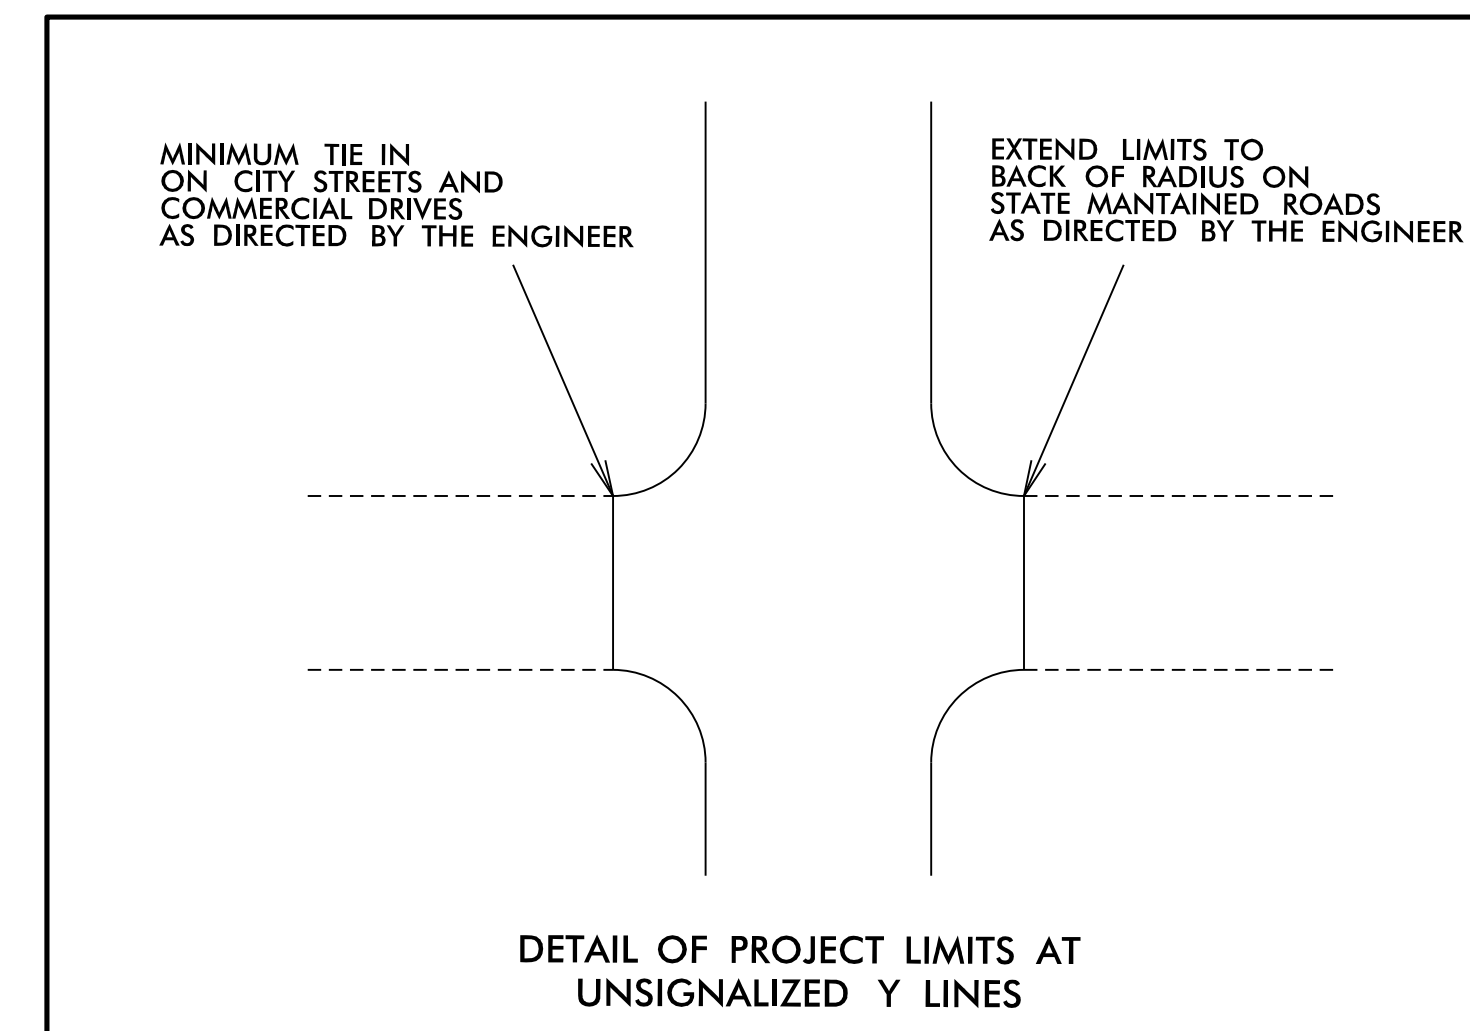 MINIMUM TIE IN
ON CITY STREETS AND
COMMERCIAL DRIVES
AS DIRECTED BY THE ENGINEER
EXTEND LIMITS TO
BACK OF RADIUS ON
STATE MANTAINED ROADS
AS DIRECTED BY THE ENGINEER
DETAIL OF PROJECT LIMITS AT
UNSIGNALIZED Y LINES